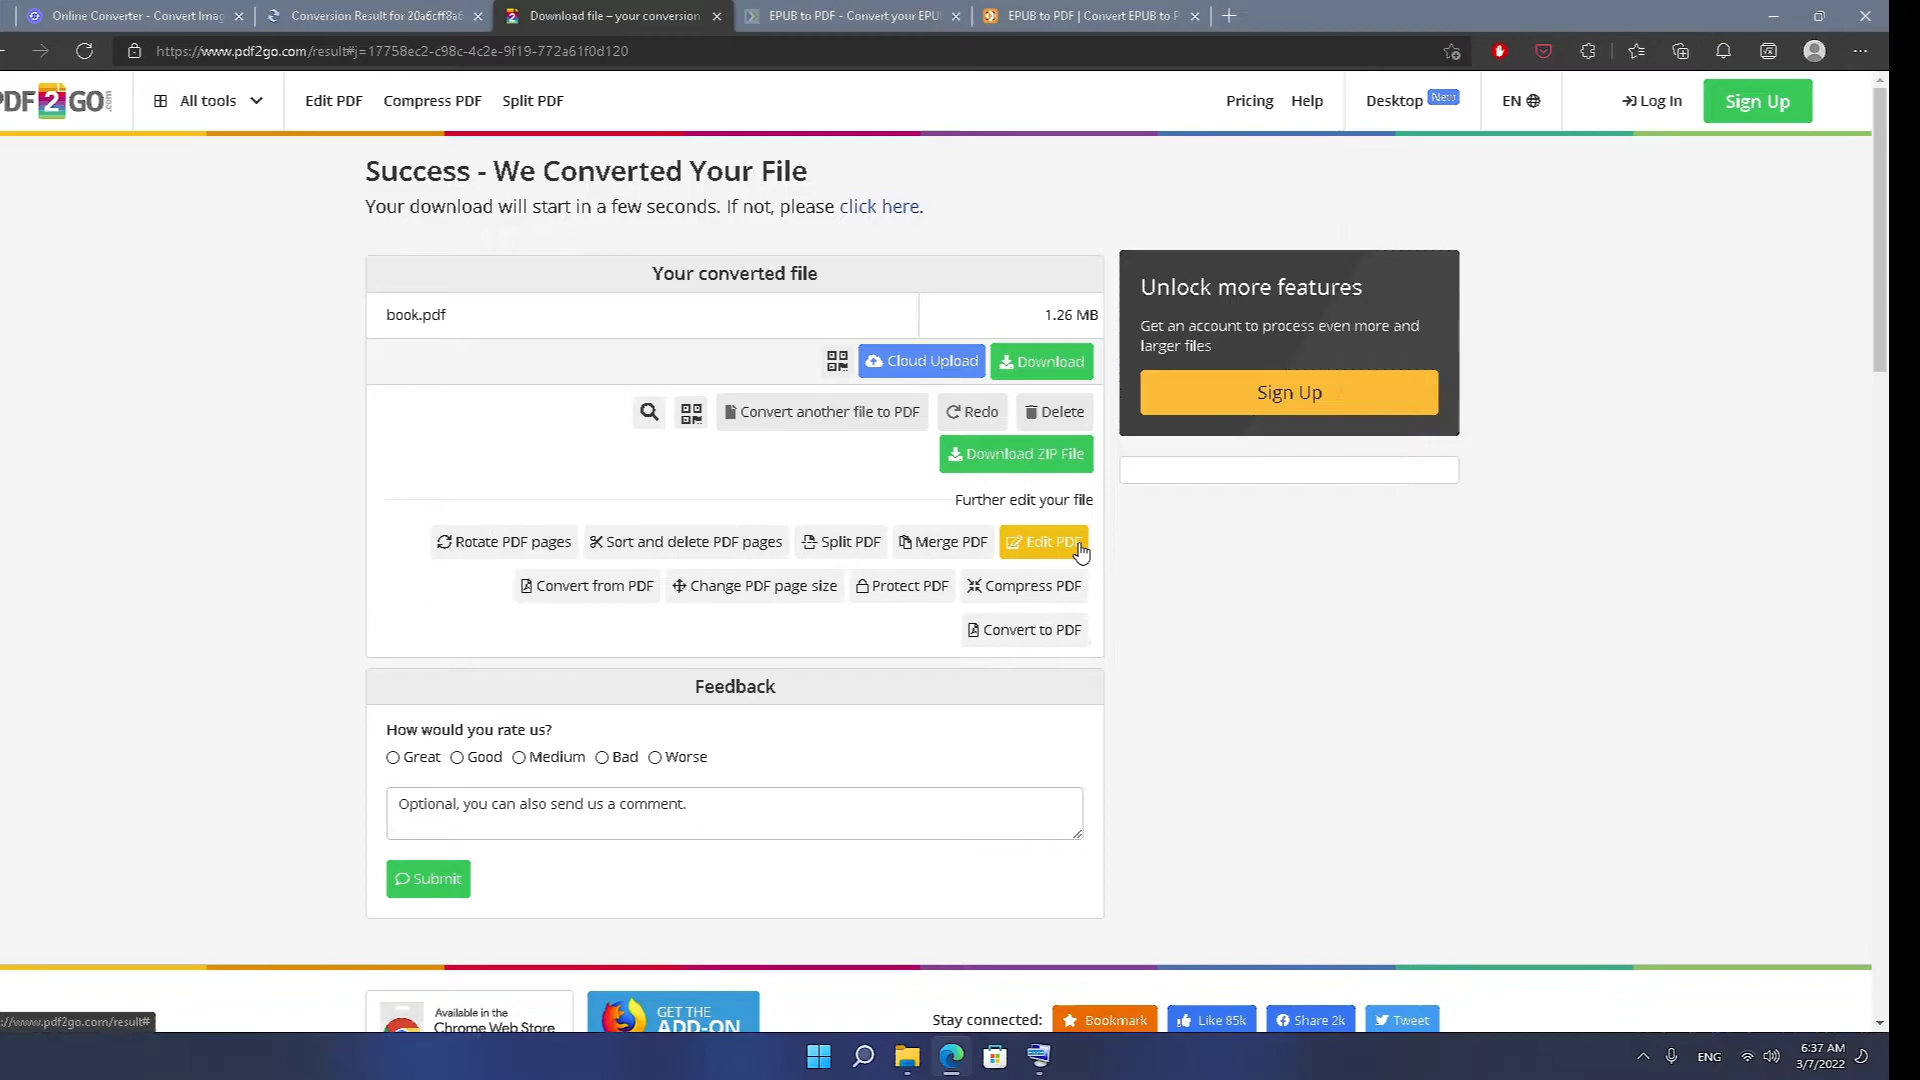 Online Converter - Convert Imag
Conversion Result for 20a6cff8a6
Download file – your conversion
EPUB to PDF - Convert your EPU
EPUB to PDF | Convert EPUB to P
https://www.pdf2go.com/result#j=17758ec2-c98c-4c2e-9f19-772a61f0d120
PDF2GO.com
All tools
Edit PDF
Compress PDF
Split PDF
Pricing
Help
Desktop New
EN
Log In
Sign Up
Success - We Converted Your File
Your download will start in a few seconds. If not, please click here.
Your converted file
book.pdf
1.26 MB
Cloud Upload
Download
Convert another file to PDF
Redo
Delete
Download ZIP File
Further edit your file
Rotate PDF pages
Sort and delete PDF pages
Split PDF
Merge PDF
Edit PDF
Convert from PDF
Change PDF page size
Protect PDF
Compress PDF
Convert to PDF
Unlock more features
Get an account to process even more and
larger files
Sign Up
Feedback
How would you rate us?
Great
Good
Medium
Bad
Worse
Optional, you can also send us a comment.
Submit
Available in the
Chrome Web Store
GET THE
ADD-ON
Stay connected:
Bookmark
Like 85k
Share 2k
Tweet
://www.pdf2go.com/result#
ENG
6:37 AM
3/7/2022